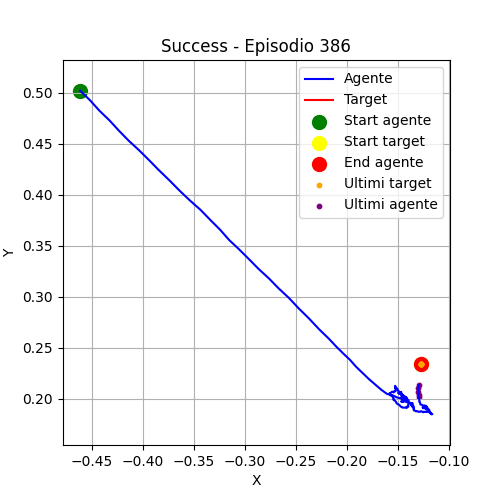 Success - Episodio 386
Agente
Target
Start agente
Start target
End agente
Ultimi target
Ultimi agente
0.50
0.45
0.40
0.35
0.30
0.25
0.20
Y
−0.45
−0.40
−0.35
−0.30
−0.25
−0.20
−0.15
−0.10
X